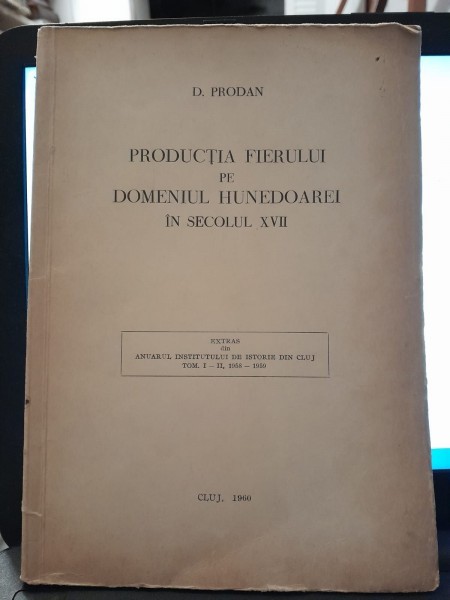 D. PRODAN
PRODUCȚIA FIERULUI
PE
DOMENIUL HUNEDOAREI
ÎN SECOLUL XVII
EXTRAS
din
ANUARUL INSTITUTULUI DE ISTORIE DIN CLUJ
TOM. I – II, 1958 – 1959
CLUJ, 1960